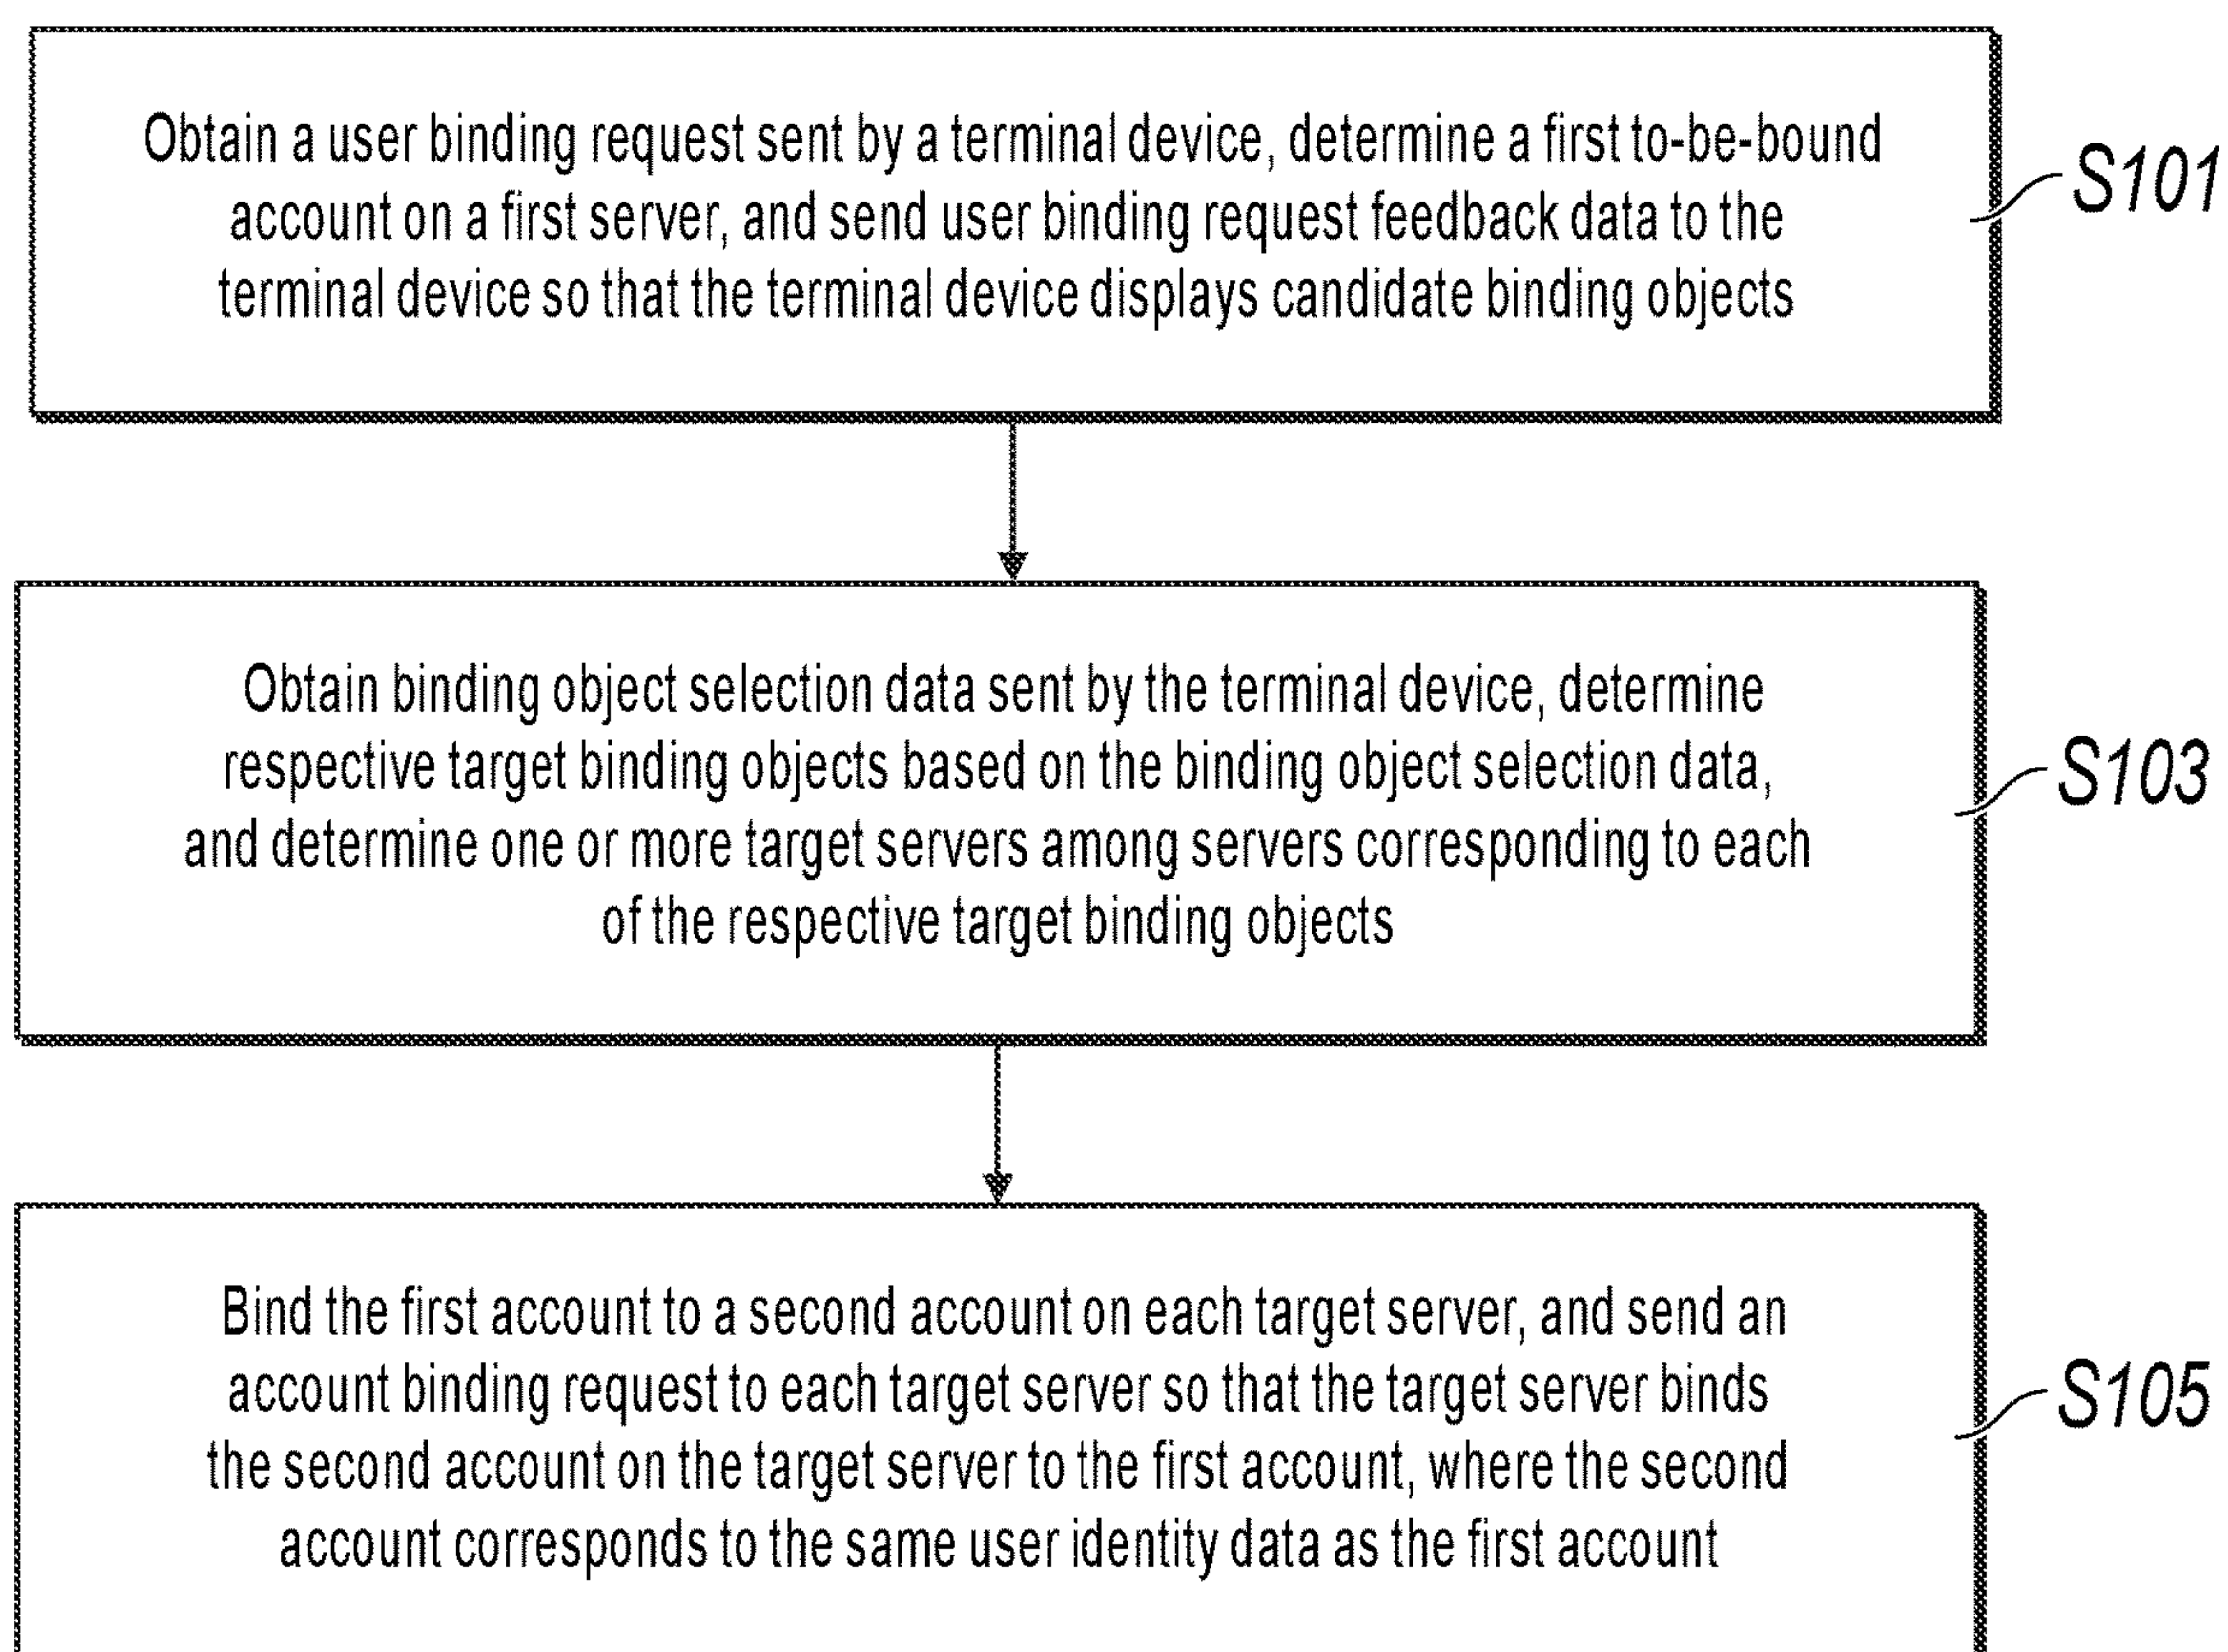 Obtain a user binding request sent by a terminal device, determine a first to-be-bound
account on a first server, and send user binding request feedback data to the
terminal device so that the terminal device displays candidate binding objects
S101
Obtain binding object selection data sent by the terminal device, determine
respective target binding objects based on the binding object selection data,
and determine one or more target servers among servers corresponding to each
of the respective target binding objects
S103
Bind the first account to a second account on each target server, and send an
account binding request to each target server so that the target server binds
the second account on the target server to the first account, where the second
account corresponds to the same user identity data as the first account
S105